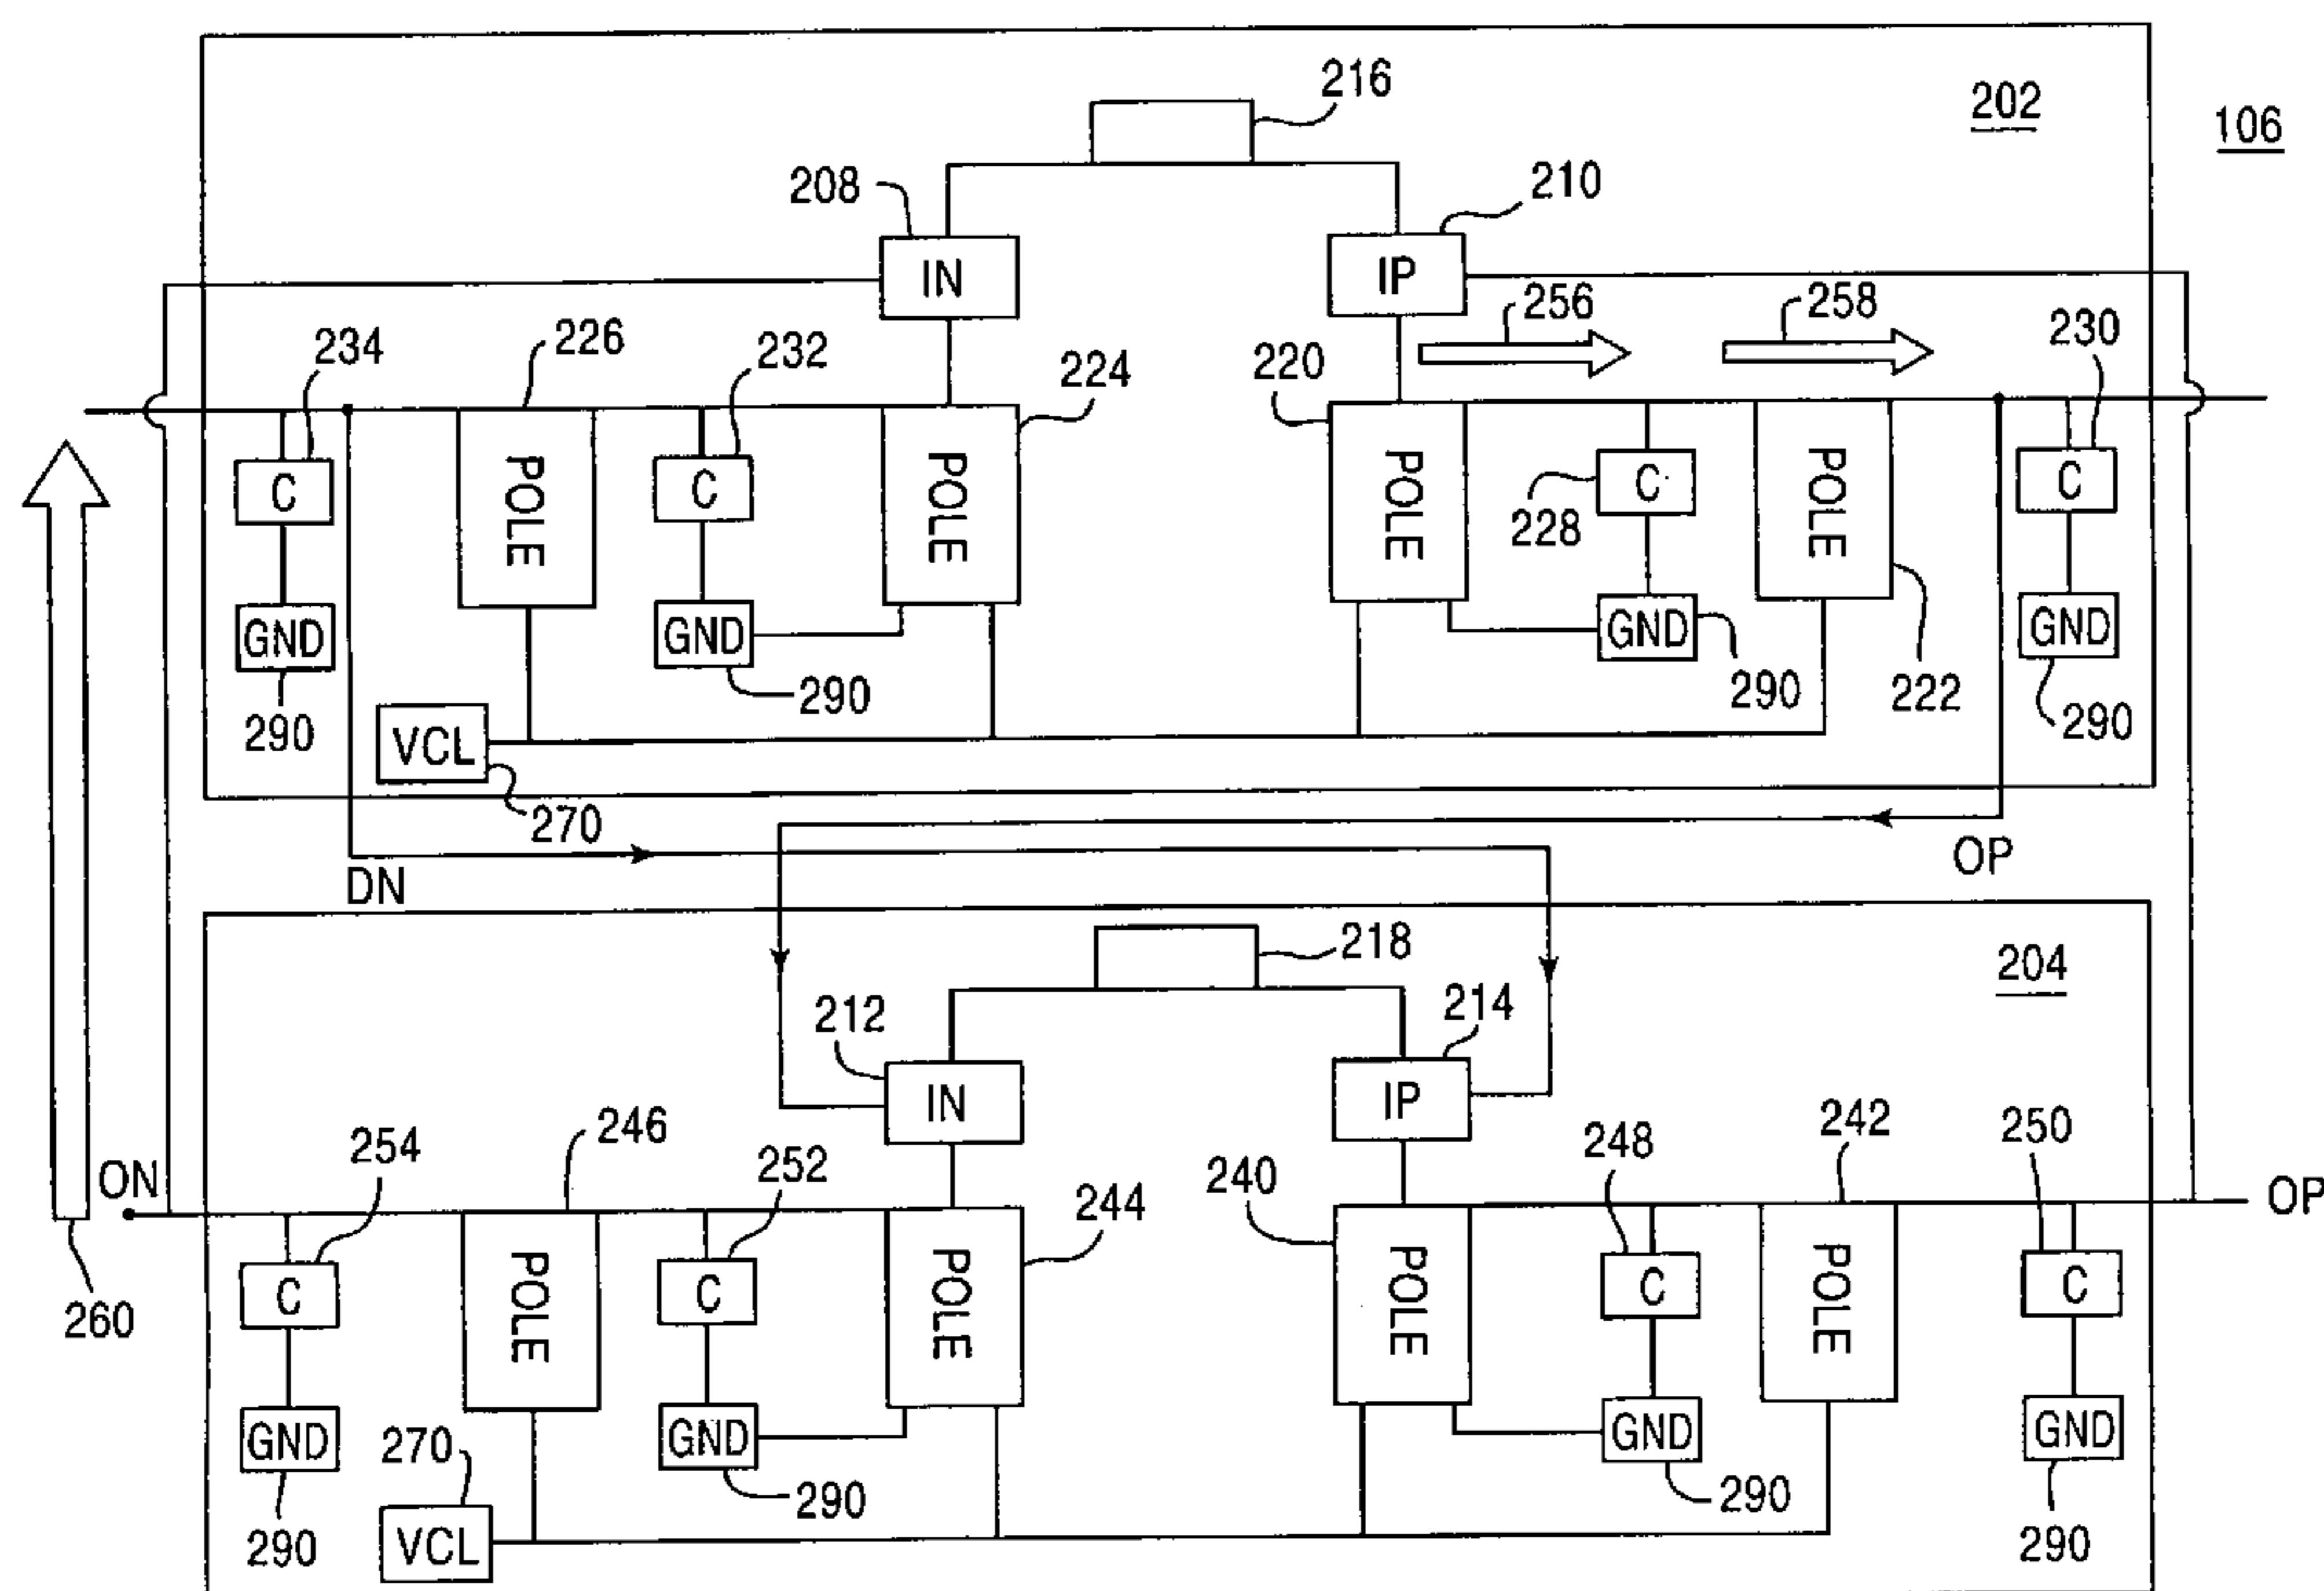 216
202
106
208
210
IN
IP
256
258
234
226
232
224
220
230
C
POLE
C
POLE
POLE
C
POLE
C
228
GND
GND
GND
GND
290
290
290
222
290
VCL
270
DN
OP
218
204
212
214
IN
IP
ON
254
246
252
244
240
248
242
250
OP
C
POLE
C
POLE
POLE
C
POLE
C
260
GND
GND
GND
GND
270
290
290
290
290
VCL